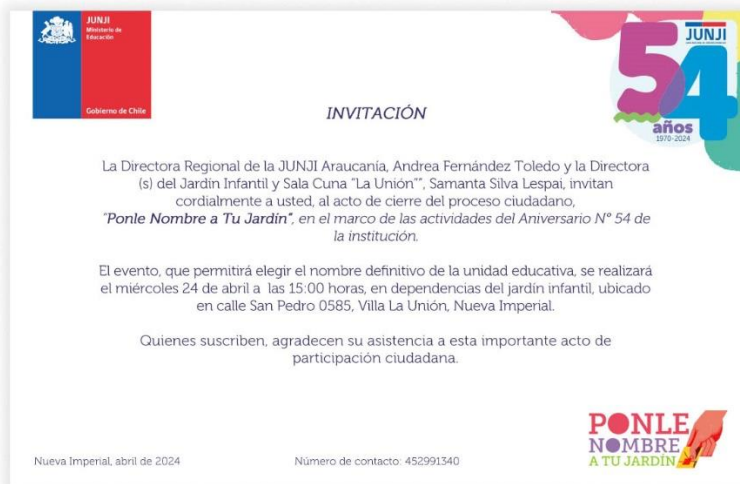 JUNJI
Ministerio de
Educación
Gobierno de Chile
JUNJI
54
años
1970-2024
INVITACIÓN
La Directora Regional de la JUNJI Araucanía, Andrea Fernández Toledo y la Directora
(s) del Jardín Infantil y Sala Cuna "La Unión"", Samanta Silva Lespai, invitan
cordialmente a usted, al acto de cierre del proceso ciudadano,
"Ponle Nombre a Tu Jardín", en el marco de las actividades del Aniversario N° 54 de
la institución.
El evento, que permitirá elegir el nombre definitivo de la unidad educativa, se realizará
el miércoles 24 de abril a las 15:00 horas, en dependencias del jardín infantil, ubicado
en calle San Pedro 0585, Villa La Unión, Nueva Imperial.
Quienes suscriben, agradecen su asistencia a esta importante acto de
participación ciudadana.
PONLE
NOMBRE
A TU JARDÍN
Nueva Imperial, abril de 2024
Número de contacto: 452991340